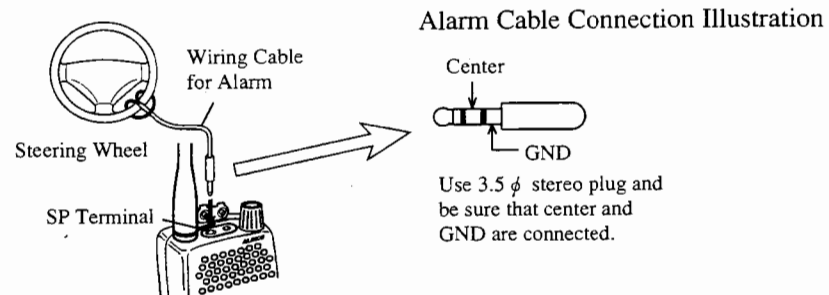 Alarm Cable Connection Illustration
Wiring Cable
for Alarm
Steering Wheel
SP Terminal
ALINCO
Center
GND
Use 3.5 ϕ stereo plug and
be sure that center and
GND are connected.